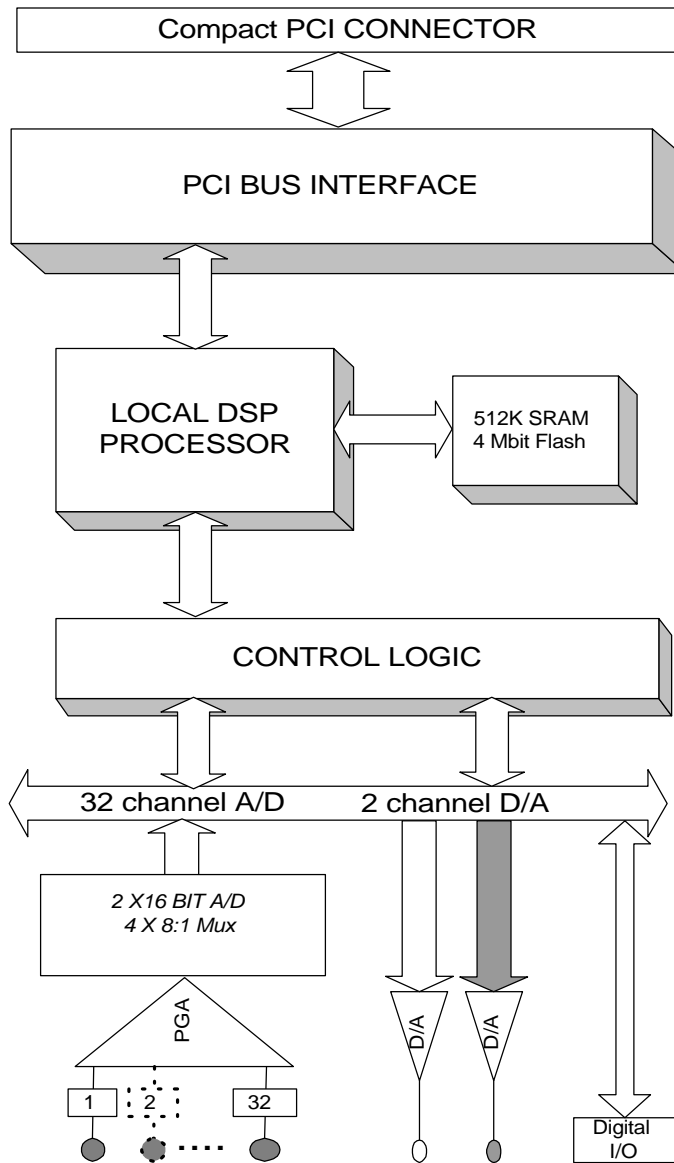 Compact PCI CONNECTOR
PCI BUS INTERFACE
LOCAL DSP
PROCESSOR
512K SRAM
4 Mbit Flash
CONTROL LOGIC
32 channel A/D
2 channel D/A
2 X16 BIT A/D
4 X 8:1 Mux
PGA
D/A
D/A
1
2
32
Digital
I/O